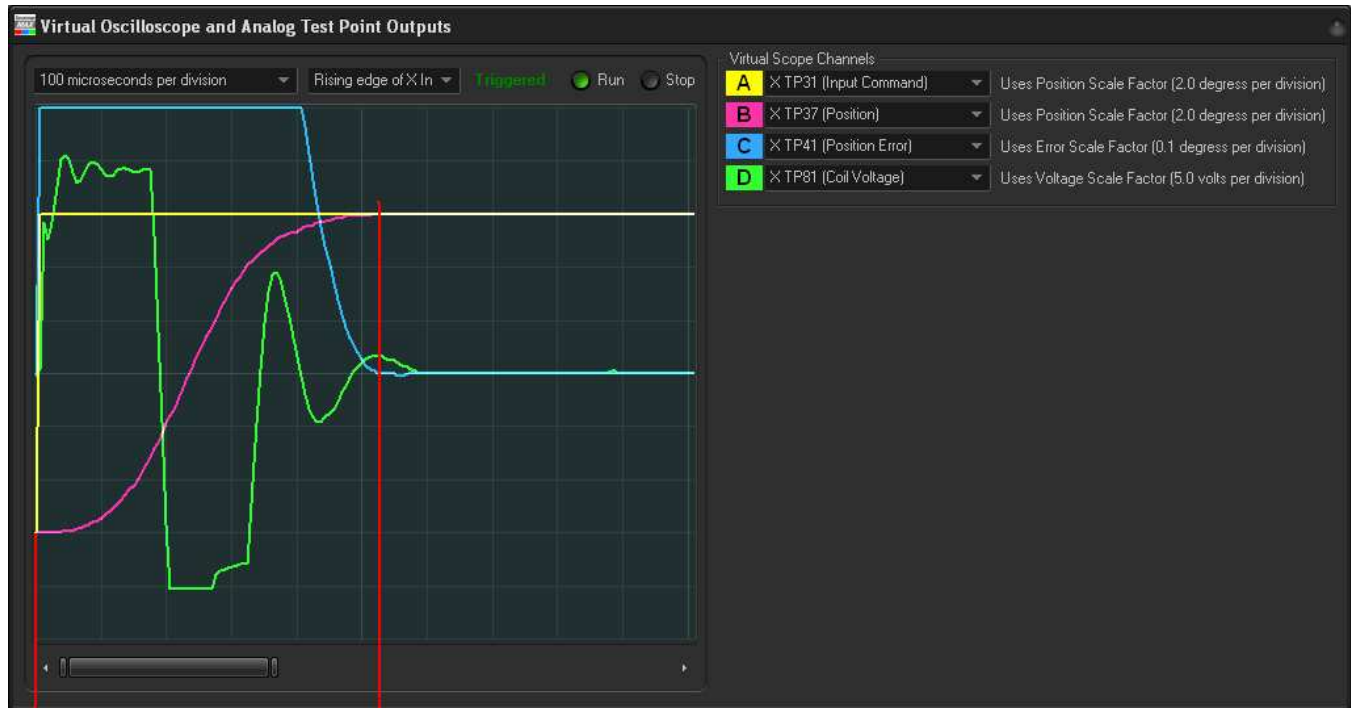 Virtual Oscilloscope and Analog Test Point Outputs
100 microseconds per division
Rising edge of X In
Triggered
Run
Stop
Virtual Scope Channels
A X TP31 (Input Command) Uses Position Scale Factor (2.0 degress per division)
B X TP37 (Position) Uses Position Scale Factor (2.0 degress per division)
C X TP41 (Position Error) Uses Error Scale Factor (0.1 degress per division)
D X TP81 (Coil Voltage) Uses Voltage Scale Factor (5.0 volts per division)